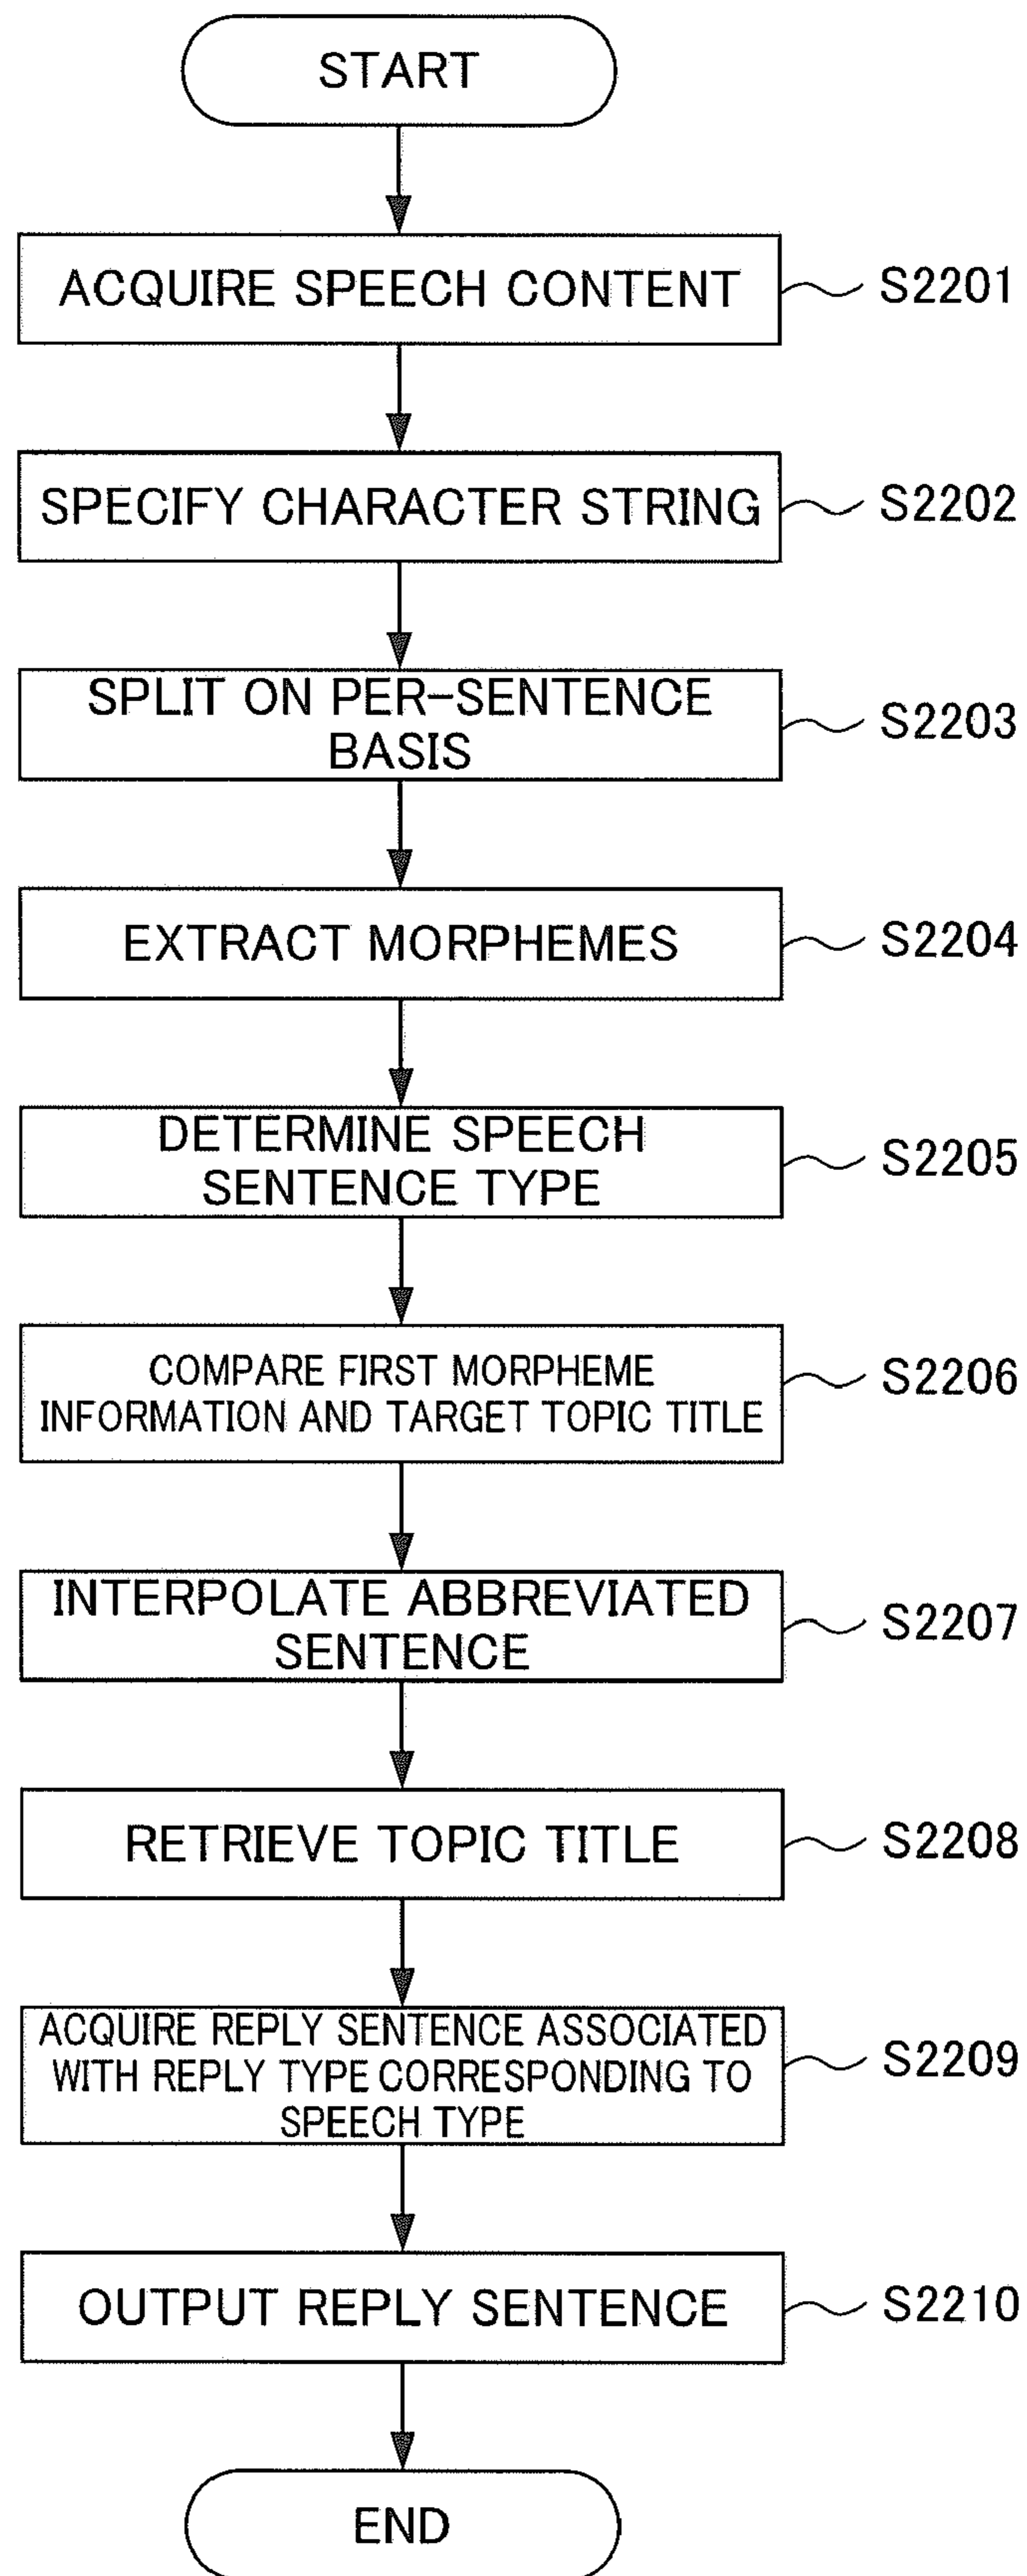 START
ACQUIRE SPEECH CONTENT
S2201
SPECIFY CHARACTER STRING
S2202
SPLIT ON PER-SENTENCE
BASIS
S2203
EXTRACT MORPHEMES
S2204
DETERMINE SPEECH
SENTENCE TYPE
S2205
COMPARE FIRST MORPHEME
INFORMATION AND TARGET TOPIC TITLE
S2206
INTERPOLATE ABBREVIATED
SENTENCE
S2207
RETRIEVE TOPIC TITLE
S2208
ACQUIRE REPLY SENTENCE ASSOCIATED
WITH REPLY TYPE CORRESPONDING TO
SPEECH TYPE
S2209
OUTPUT REPLY SENTENCE
S2210
END